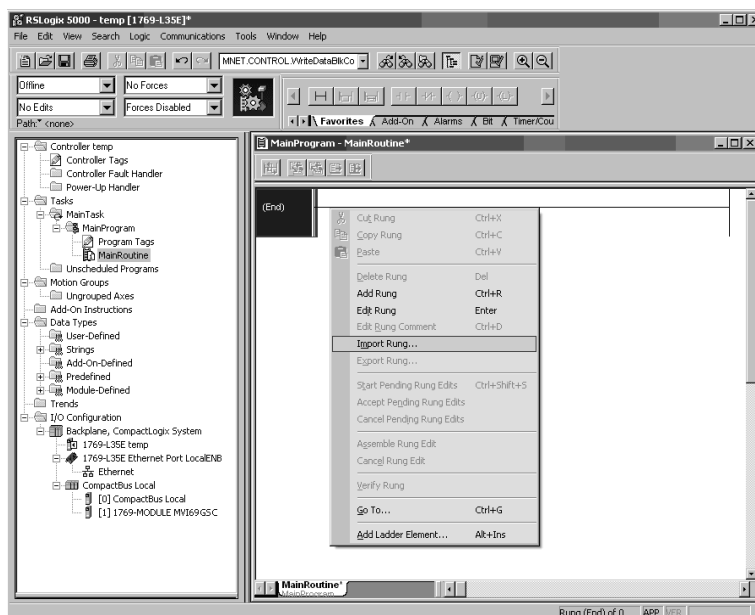 RSLogix 5000 - temp [1769-L35E]*
File Edit View Search Logic Communications Tools Window Help
MNET.CONTROL.WriteDataBlkCo
Offline
No Forces
No Edits
Forces Disabled
Path: <none>
Favorites Add-On Alarms Bit Timer/Cou
Controller temp
Controller Tags
Controller Fault Handler
Power-Up Handler
Tasks
MainTask
MainProgram
Program Tags
MainRoutine
Unscheduled Programs
Motion Groups
Ungrouped Axes
Add-On Instructions
Data Types
User-Defined
Strings
Add-On-Defined
Predefined
Module-Defined
Trends
I/O Configuration
Backplane, CompactLogix System
1769-L35E temp
1769-L35E Ethernet Port LocalENB
Ethernet
CompactBus Local
[0] CompactBus Local
[1] 1769-MODULE MVI69GSC
MainProgram - MainRoutine*
(End)
Cut Rung Ctrl+X
Copy Rung Ctrl+C
Paste Ctrl+V
Delete Rung Del
Add Rung Ctrl+R
Edit Rung Enter
Edit Rung Comment Ctrl+D
Import Rung...
Export Rung...
Start Pending Rung Edits Ctrl+Shift+S
Accept Pending Rung Edits
Cancel Pending Rung Edits
Assemble Rung Edit
Cancel Rung Edit
Verify Rung
Go To... Ctrl+G
Add Ladder Element... Alt+Ins
MainRoutine*
MainProgram
Rung (End) of 0 APP VER